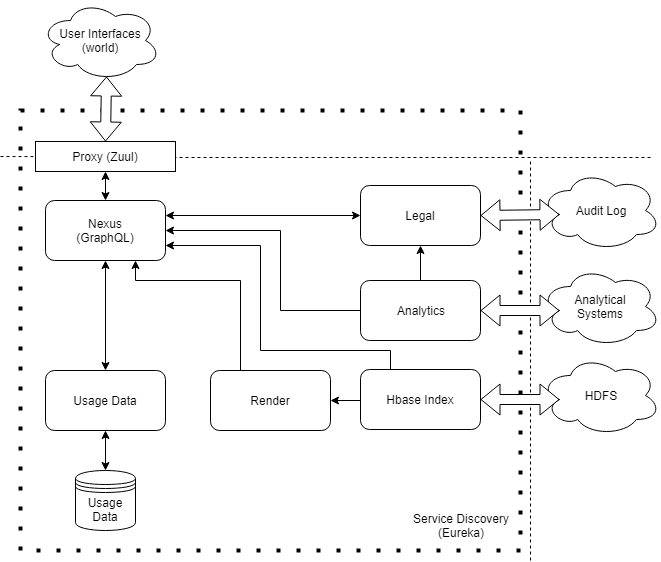 User Interfaces
(world)
Proxy (Zuul)
Nexus
(GraphQL)
Legal
Audit Log
Analytics
Analytical
Systems
Usage Data
Render
Hbase Index
HDFS
Usage
Data
Service Discovery
(Eureka)